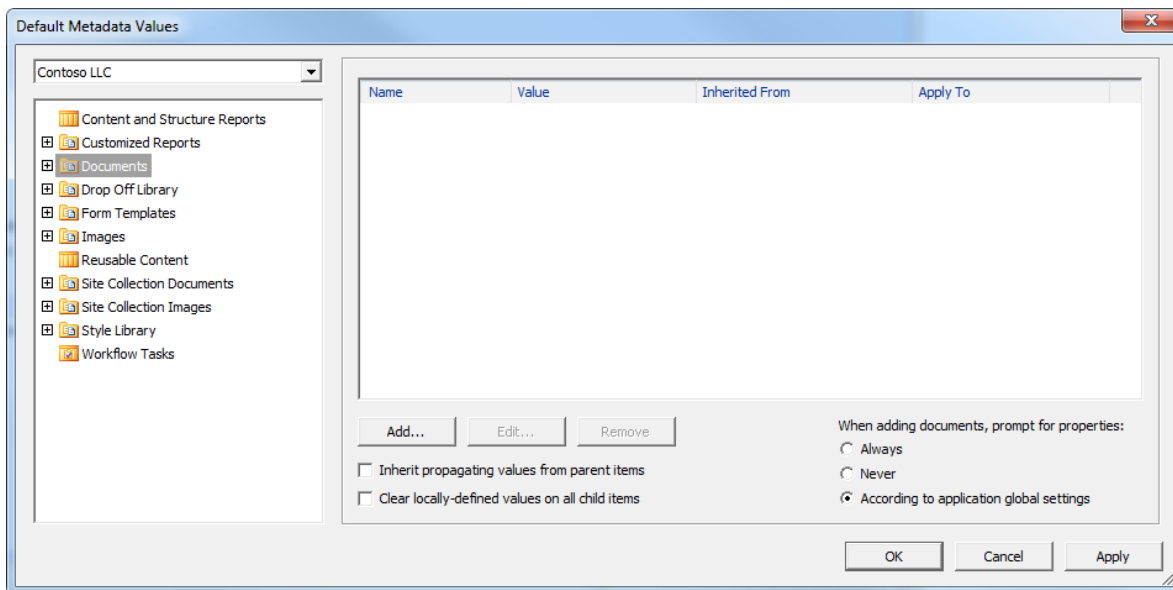 Default Metadata Values
Contoso LLC
Content and Structure Reports
Customized Reports
Documents
Drop Off Library
Form Templates
Images
Reusable Content
Site Collection Documents
Site Collection Images
Style Library
Workflow Tasks
Name Value Inherited From Apply To
Add... Edit... Remove
Inherit propagating values from parent items
Clear locally-defined values on all child items
When adding documents, prompt for properties:
Always
Never
According to application global settings
OK Cancel Apply